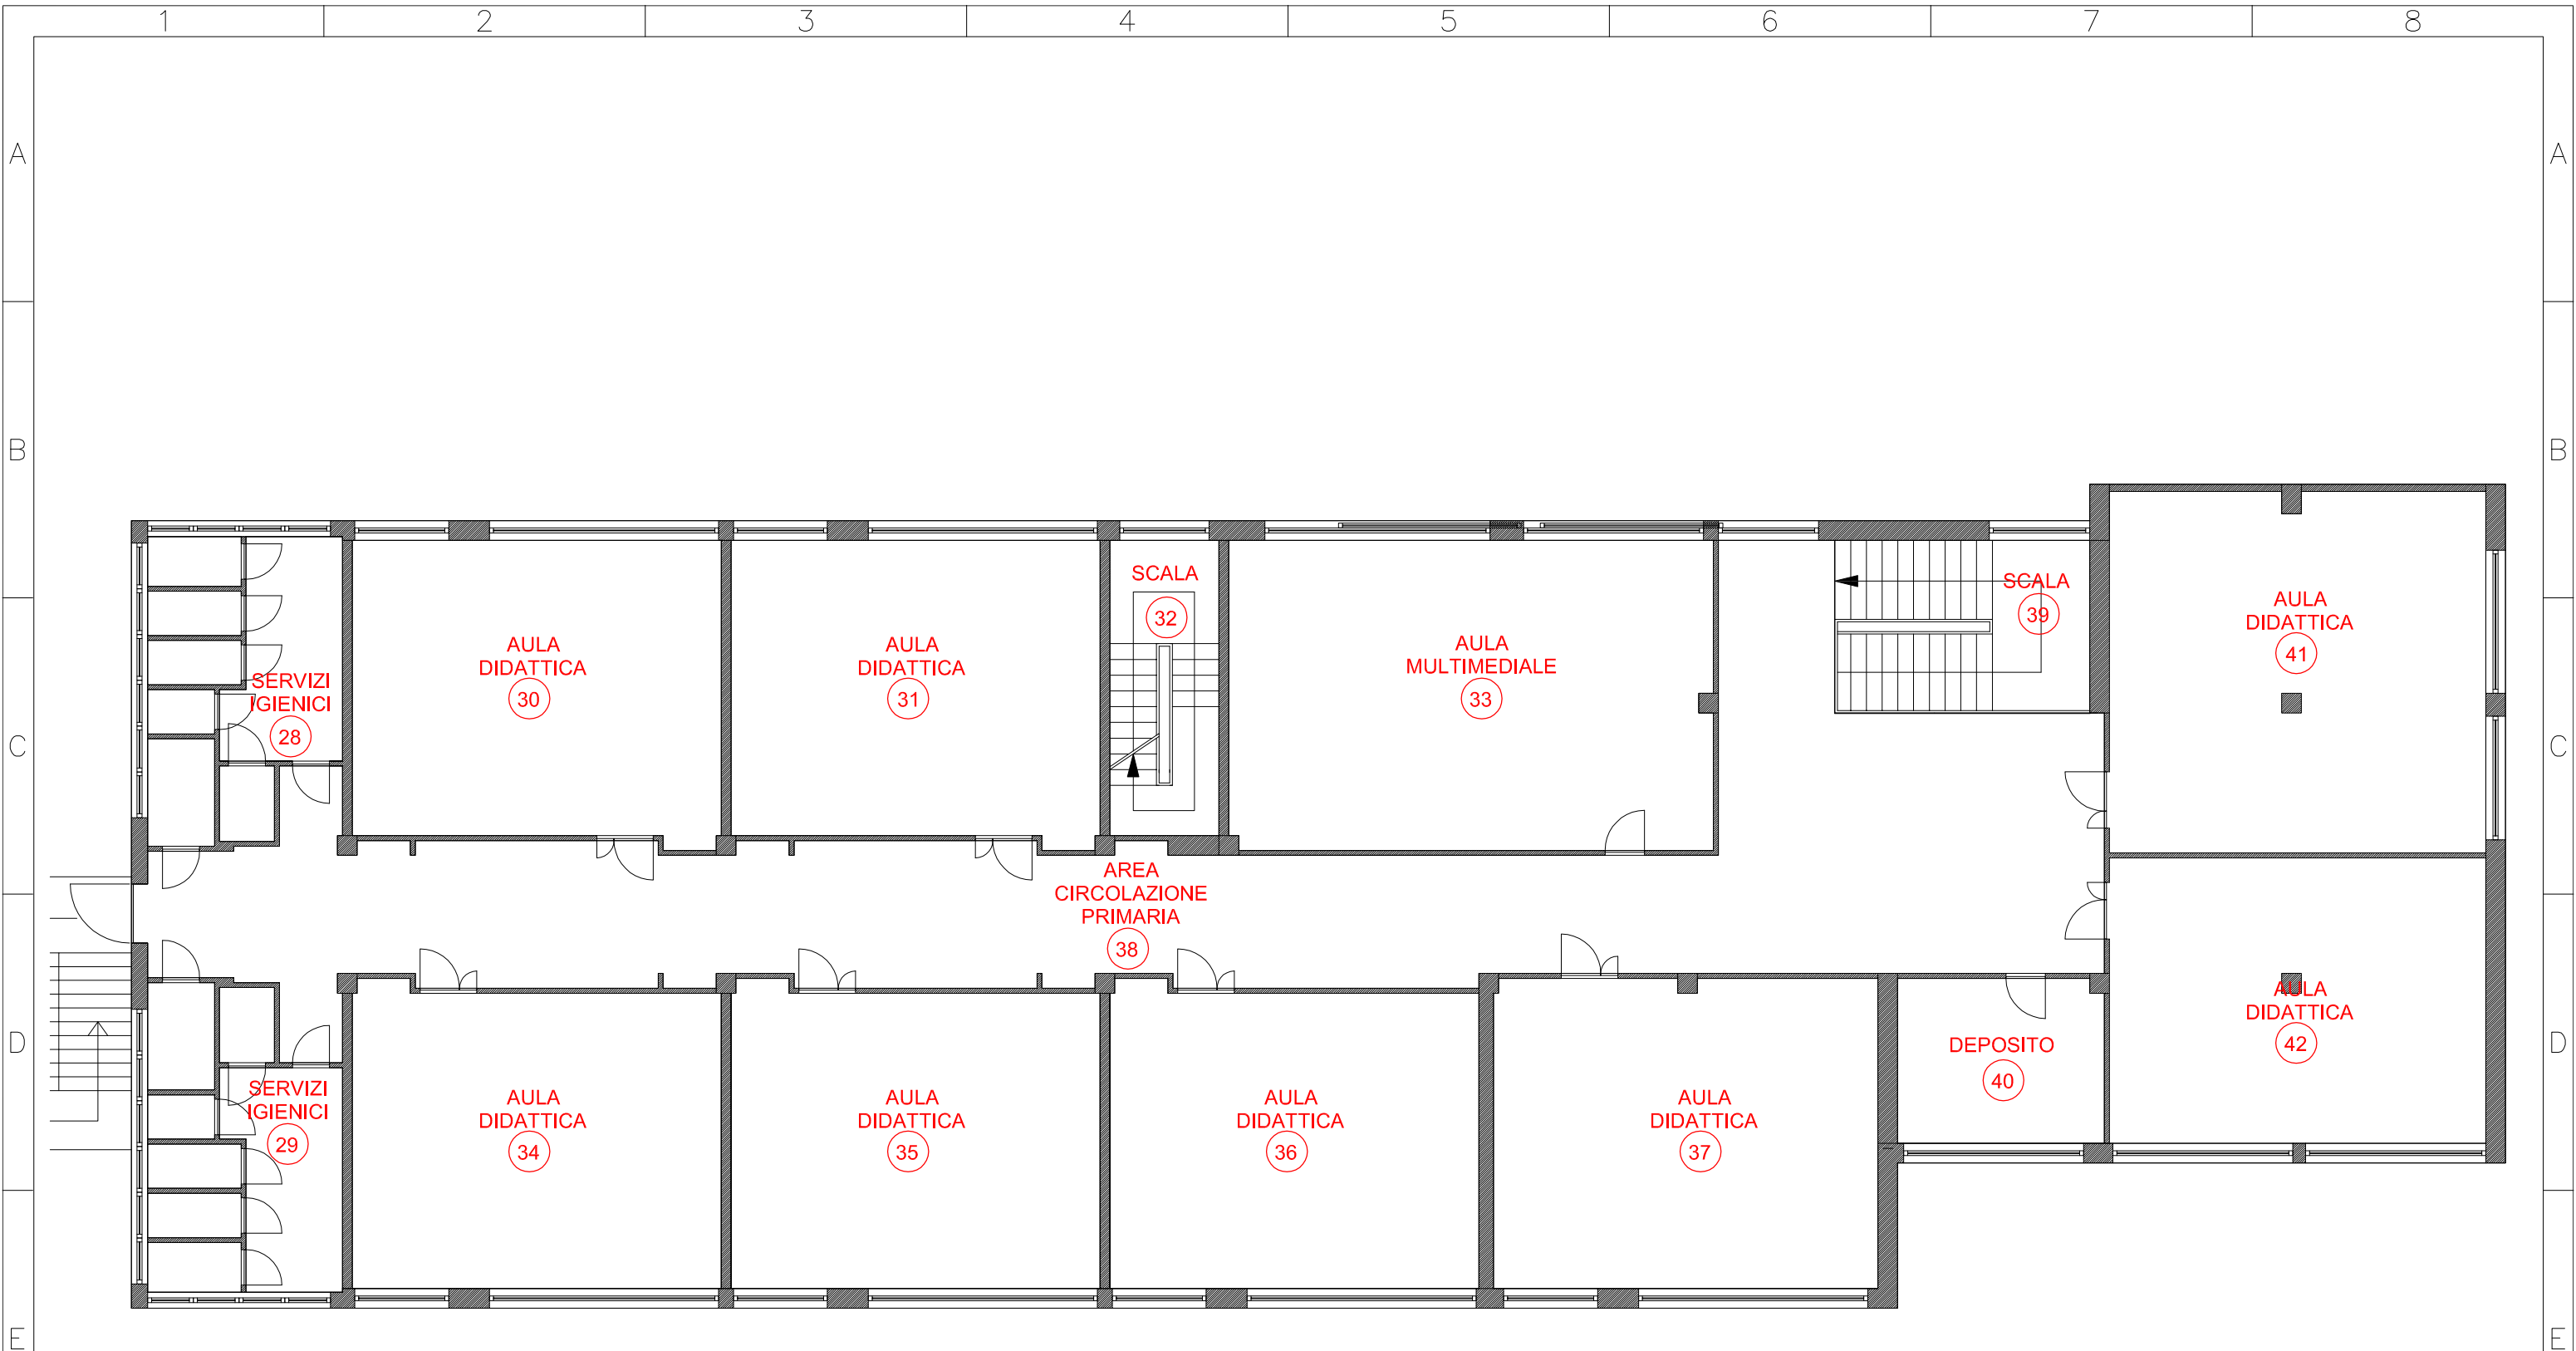 1 2 3 4 5 6 7 8
A A
B B
C C
D D
E E
SERVIZI
IGIENICI
28
AULA
DIDATTICA
30
AULA
DIDATTICA
31
SCALA
32
AULA
MULTIMEDIALE
33
SCALA
39
AULA
DIDATTICA
41
AREA
CIRCOLAZIONE
PRIMARIA
38
SERVIZI
IGIENICI
29
AULA
DIDATTICA
34
AULA
DIDATTICA
35
AULA
DIDATTICA
36
AULA
DIDATTICA
37
DEPOSITO
40
AULA
DIDATTICA
42